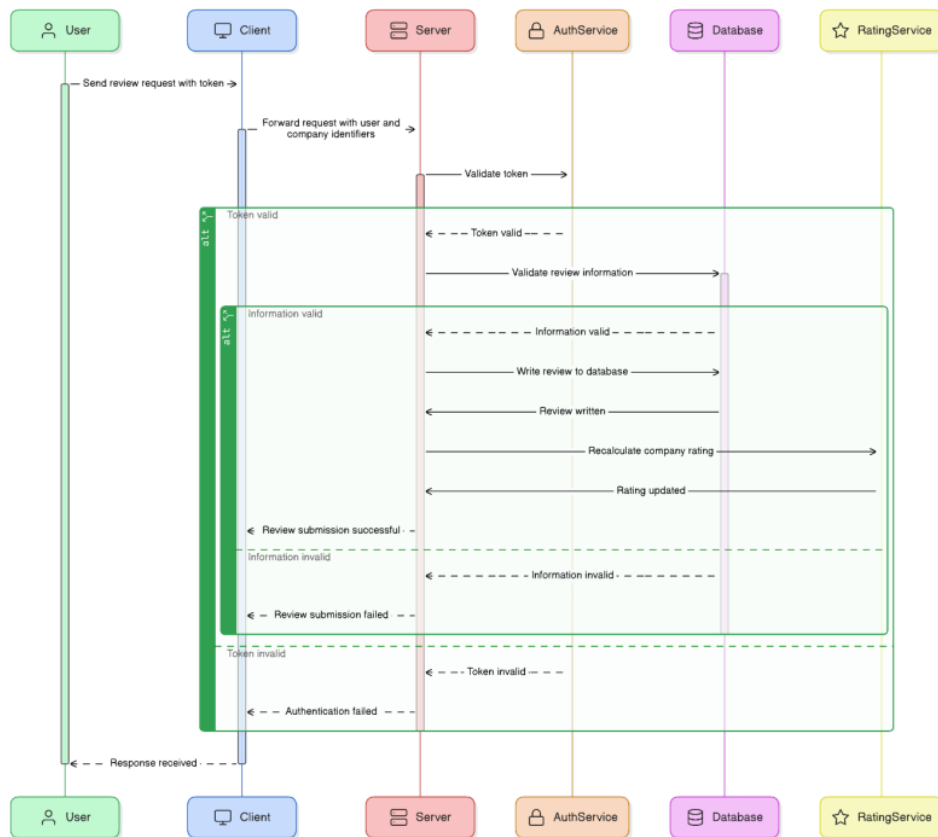 User
Client
Server
AuthService
Database
RatingService
Send review request with token
Forward request with user and
company identifiers
Validate token
alt
Token valid
Token valid
Validate review information
alt
Information valid
Information valid
Write review to database
Review written
Recalculate company rating
Rating updated
Review submission successful
Information invalid
Information invalid
Review submission failed
Token invalid
Token invalid
Authentication failed
Response received
User
Client
Server
AuthService
Database
RatingService